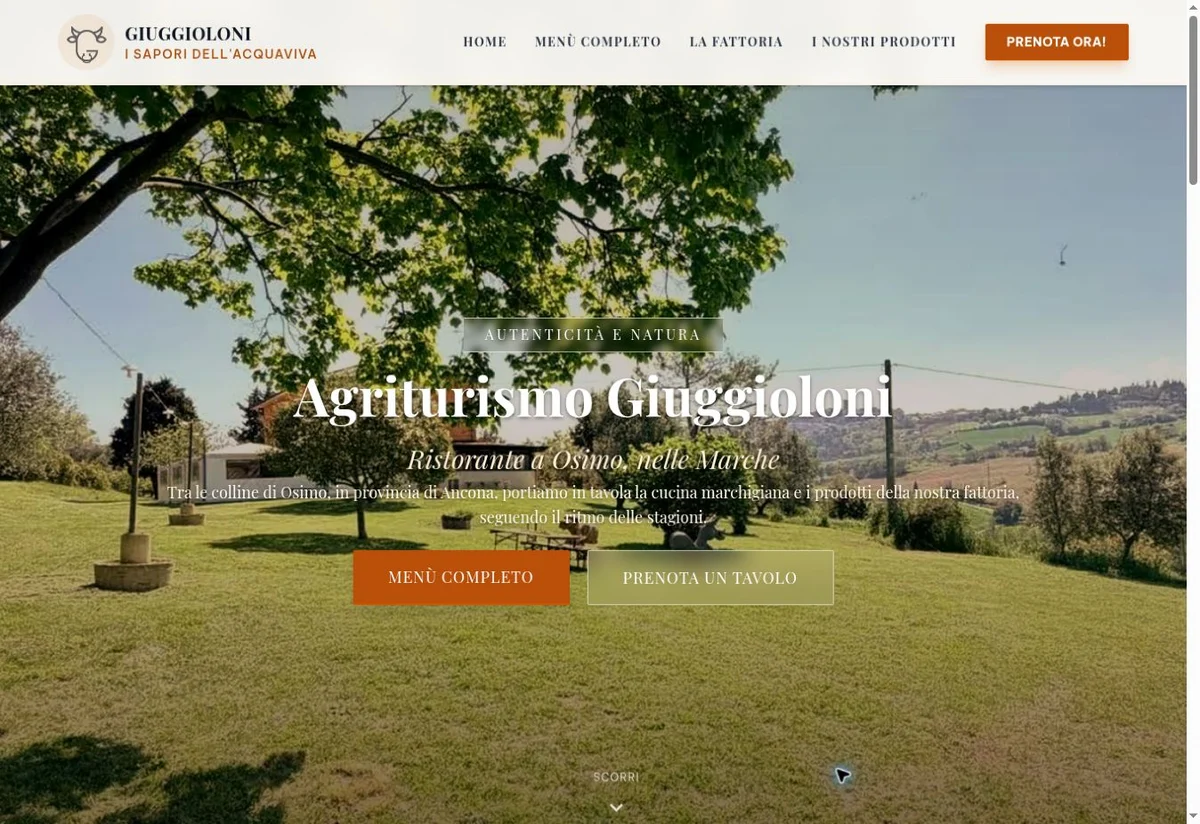 GIUGGIOLONI
I SAPORI DELL'ACQUAVIVA
HOME
MENÙ COMPLETO
LA FATTORIA
I NOSTRI PRODOTTI
PRENOTA ORA!
AUTENTICITÀ E NATURA
Agriturismo Giuggioloni
Ristorante a Osimo, nelle Marche
Tra le colline di Osimo, in provincia di Ancona, portiamo in tavola la cucina marchigiana e i prodotti della nostra fattoria,
seguendo il ritmo delle stagioni.
MENÙ COMPLETO
PRENOTA UN TAVOLO
SCORRI